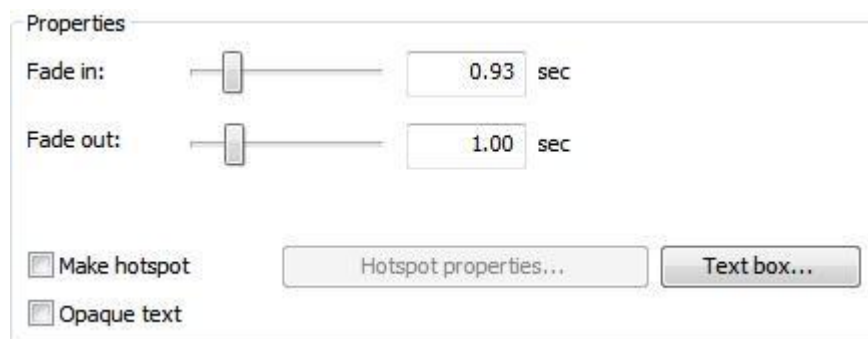 Properties
Fade in: 0.93 sec
Fade out: 1.00 sec
Make hotspot Hotspot properties... Text box...
Opaque text